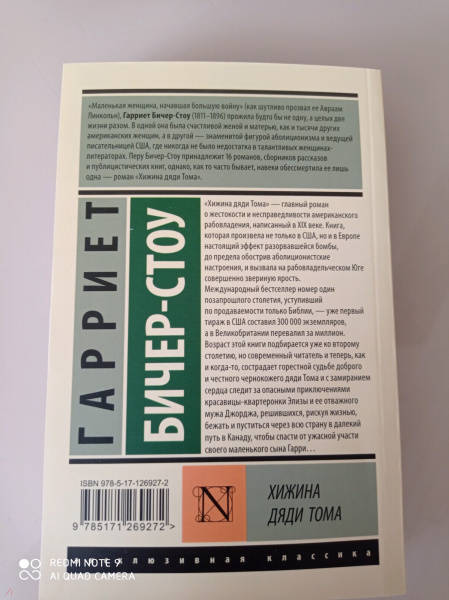 «Маленькая женщина, начавшая большую войну» (как шутливо прозвал ее Авраам
Линкольн), Гарриет Бичер-Стоу (1811–1896) прожила будто бы не одну, а целых две
жизни разом. В одной она была счастливой женой и матерью, как и тысячи других
американских женщин, а в другой — знаменитой фигурой аболиционизма и ведущей
писательницей США, где никогда не было недостатка в талантливых женщинах-
литераторах. Перу Бичер-Стоу принадлежит 16 романов, сборников рассказов
и публицистических книг, однако, как то часто бывает, навеки обессмертила ее лишь
одна — роман «Хижина дяди Тома».
ГАРРИЕТ
БИЧЕР-СТОУ
«Хижина дяди Тома» — главный роман
о жестокости и несправедливости американского
рабовладения, написанный в XIX веке. Книга,
которая произвела не только в США, но и в Европе
настоящий эффект разорвавшейся бомбы,
до предела обострив аболиционистские
настроения, и вызвала на рабовладельческом Юге
совершенно звериную ярость.
Международный бестселлер номер один
позапрошлого столетия, уступивший
по продаваемости только Библии, — уже первый
тираж в США составил 300 000 экземпляров,
а в Великобритании перевалил за миллион.
Возраст этой книги подбирается уже ко второму
столетию, но современный читатель и теперь, как
и когда-то, сострадает горестной судьбе доброго
и честного чернокожего дяди Тома и с замиранием
сердца следит за опасными приключениями
красавицы-квартеронки Элизы и ее отважного
мужа Джорджа, решившихся, рискуя жизнью,
бежать и пуститься через всю страну в далекий
путь в Канаду, чтобы спасти от ужасной участи
своего маленького сына Гарри…
ISBN 978-5-17-126927-2
9 785171 269272 >
N
ХИЖИНА
ДЯДИ ТОМА
люзивная классика
REDMI NOTE 9
AI QUAD CAMERA